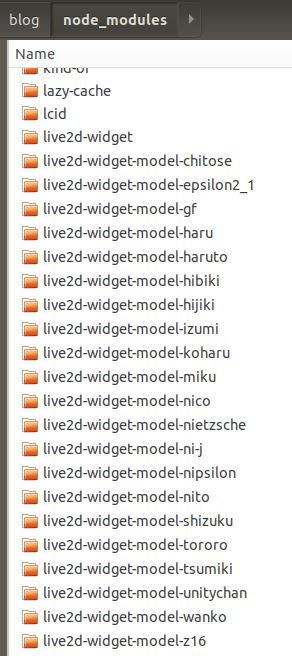 blog node_modules
Name
kind-of
lazy-cache
lcid
live2d-widget
live2d-widget-model-chitose
live2d-widget-model-epsilon2_1
live2d-widget-model-gf
live2d-widget-model-haru
live2d-widget-model-haruto
live2d-widget-model-hibiki
live2d-widget-model-hijiki
live2d-widget-model-izumi
live2d-widget-model-koharu
live2d-widget-model-miku
live2d-widget-model-nico
live2d-widget-model-nietzsche
live2d-widget-model-ni-j
live2d-widget-model-nipsilon
live2d-widget-model-nito
live2d-widget-model-shizuku
live2d-widget-model-tororo
live2d-widget-model-tsumiki
live2d-widget-model-unitychan
live2d-widget-model-wanko
live2d-widget-model-z16